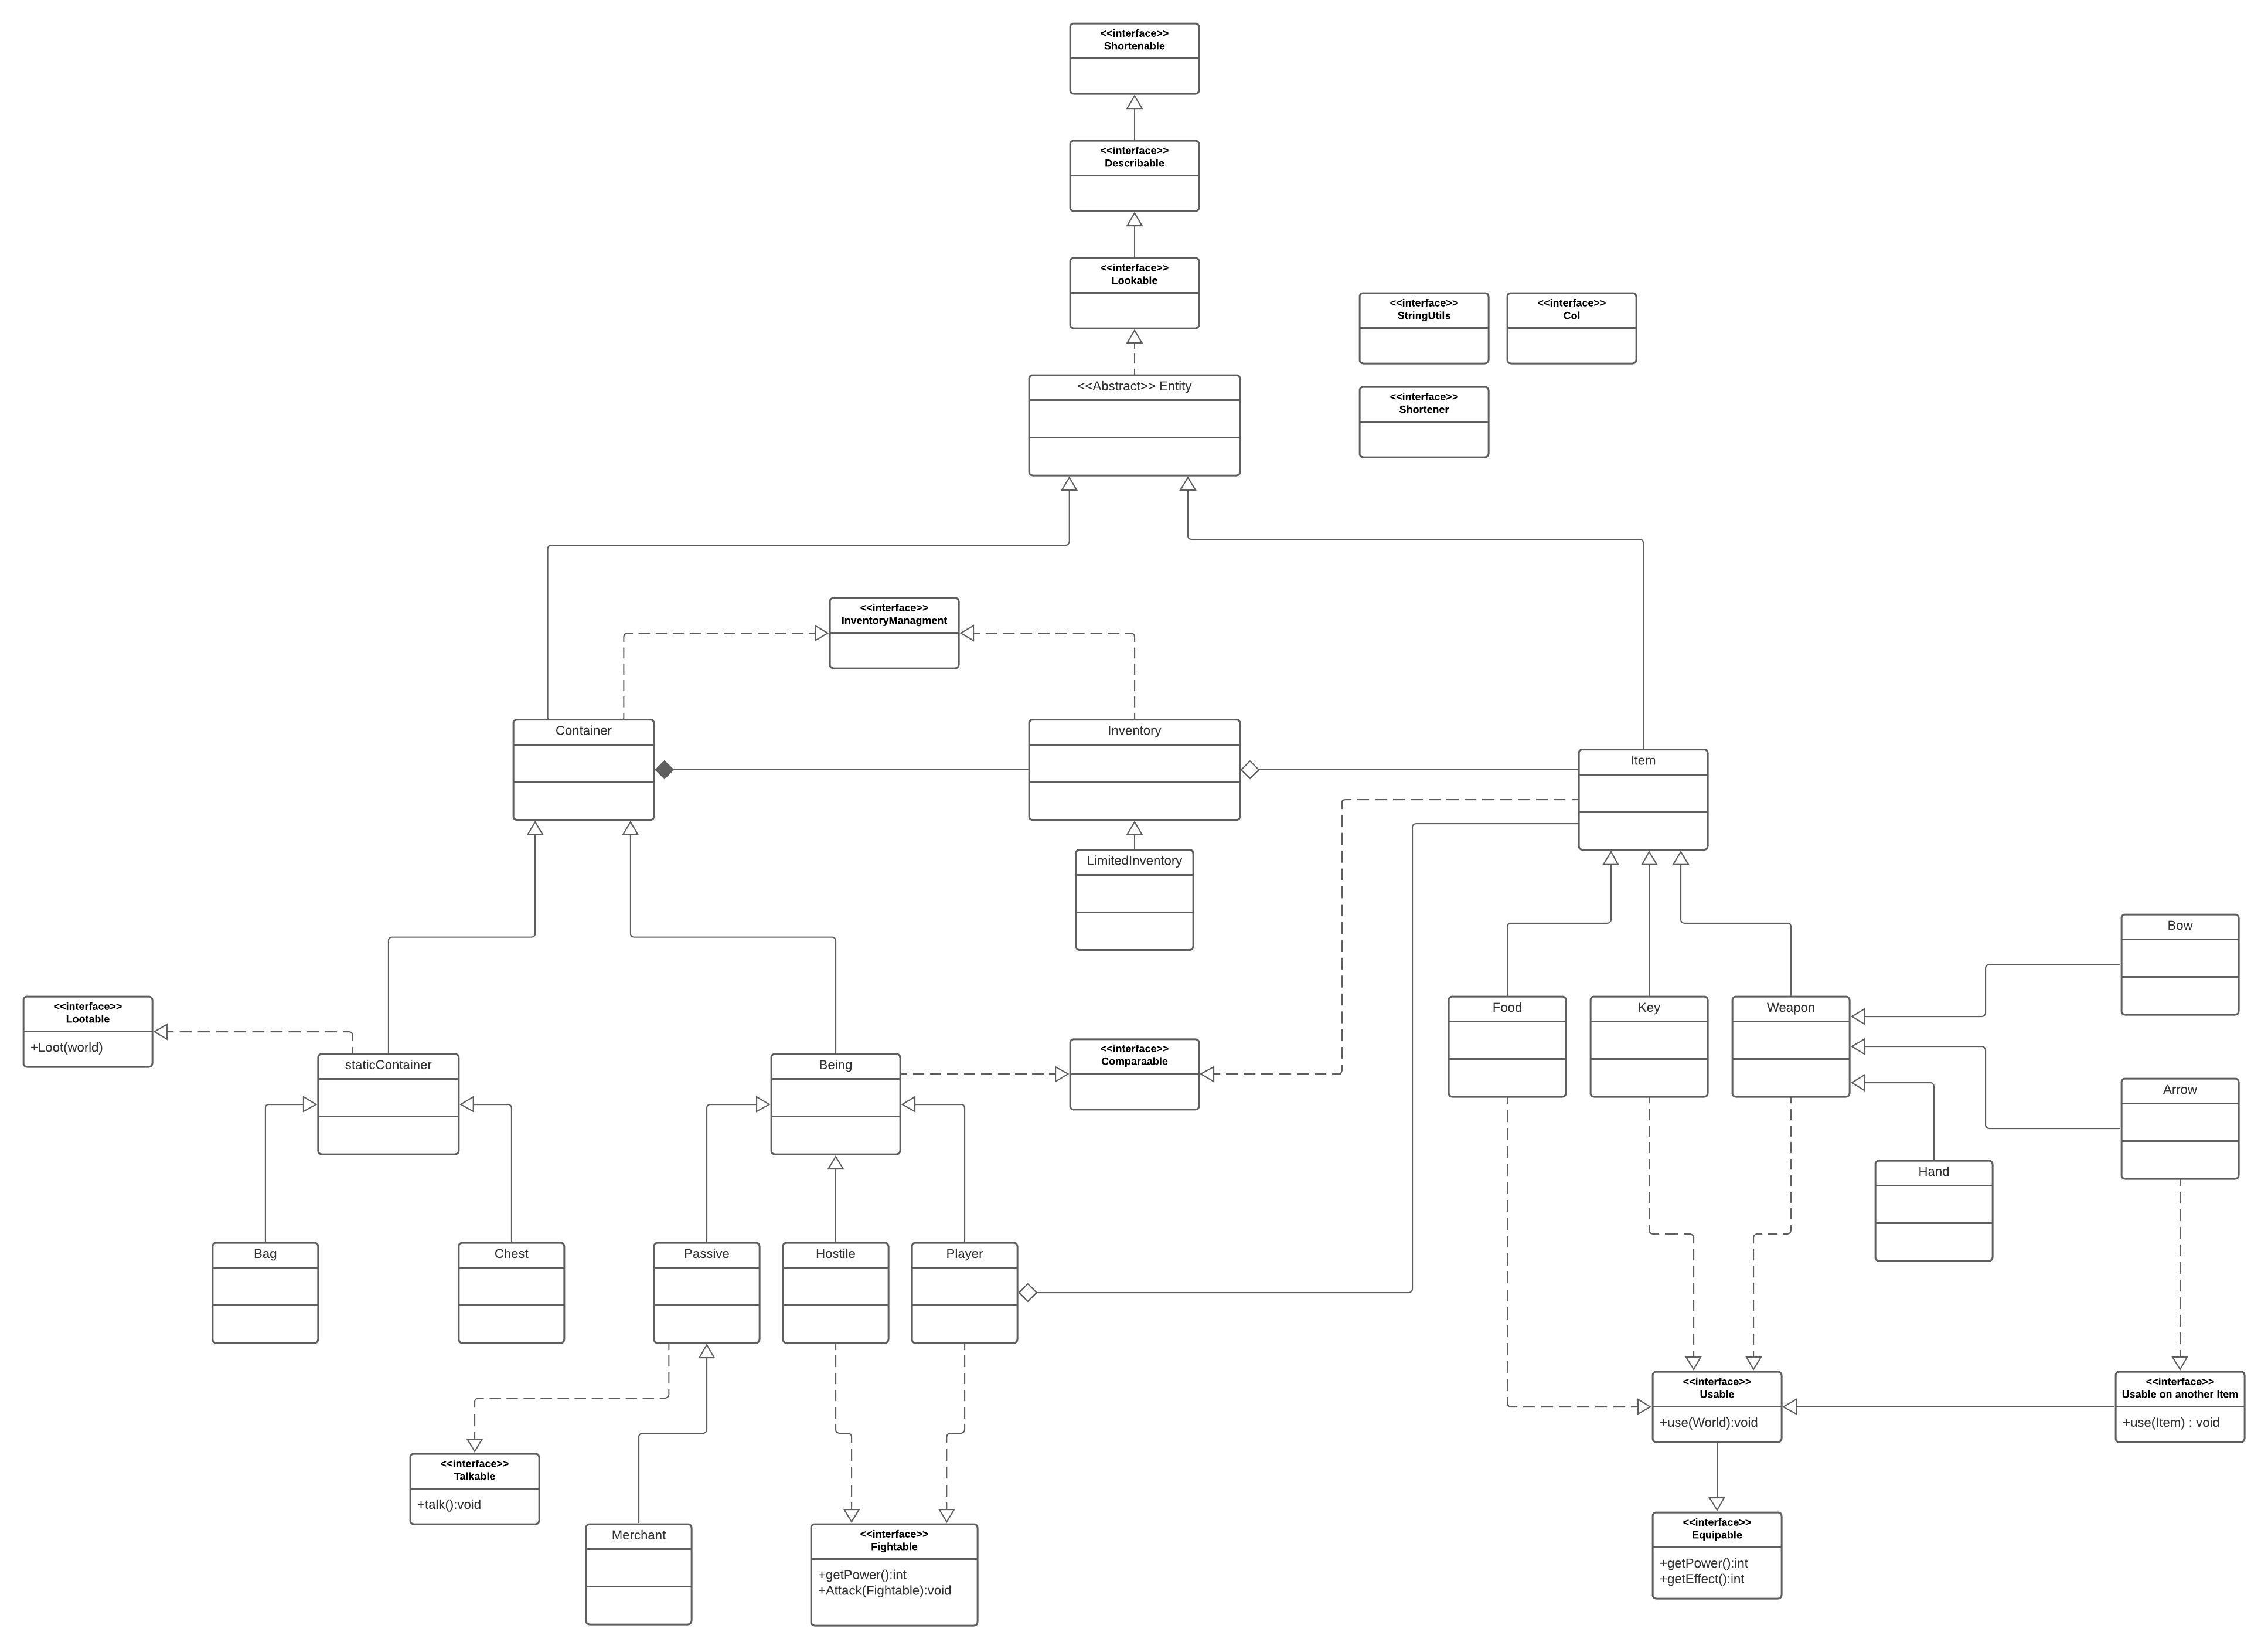 <<interface>>
Shortenable
<<interface>>
Describable
<<interface>>
Lookable
<<interface>>
StringUtils
<<interface>>
Col
<<Abstract>> Entity
<<interface>>
Shortener
<<interface>>
InventoryManagment
Container
Inventory
Item
LimitedInventory
Bow
<<interface>>
Lootable
+Loot(world)
Food
Key
Weapon
staticContainer
Being
<<interface>>
Comparaable
Arrow
Hand
Bag
Chest
Passive
Hostile
Player
<<interface>>
Usable
+use(World):void
<<interface>>
Usable on another Item
+use(Item) : void
<<interface>>
Talkable
+talk():void
Merchant
<<interface>>
Fightable
+getPower():int
+Attack(Fightable):void
<<interface>>
Equipable
+getPower():int
+getEffect():int